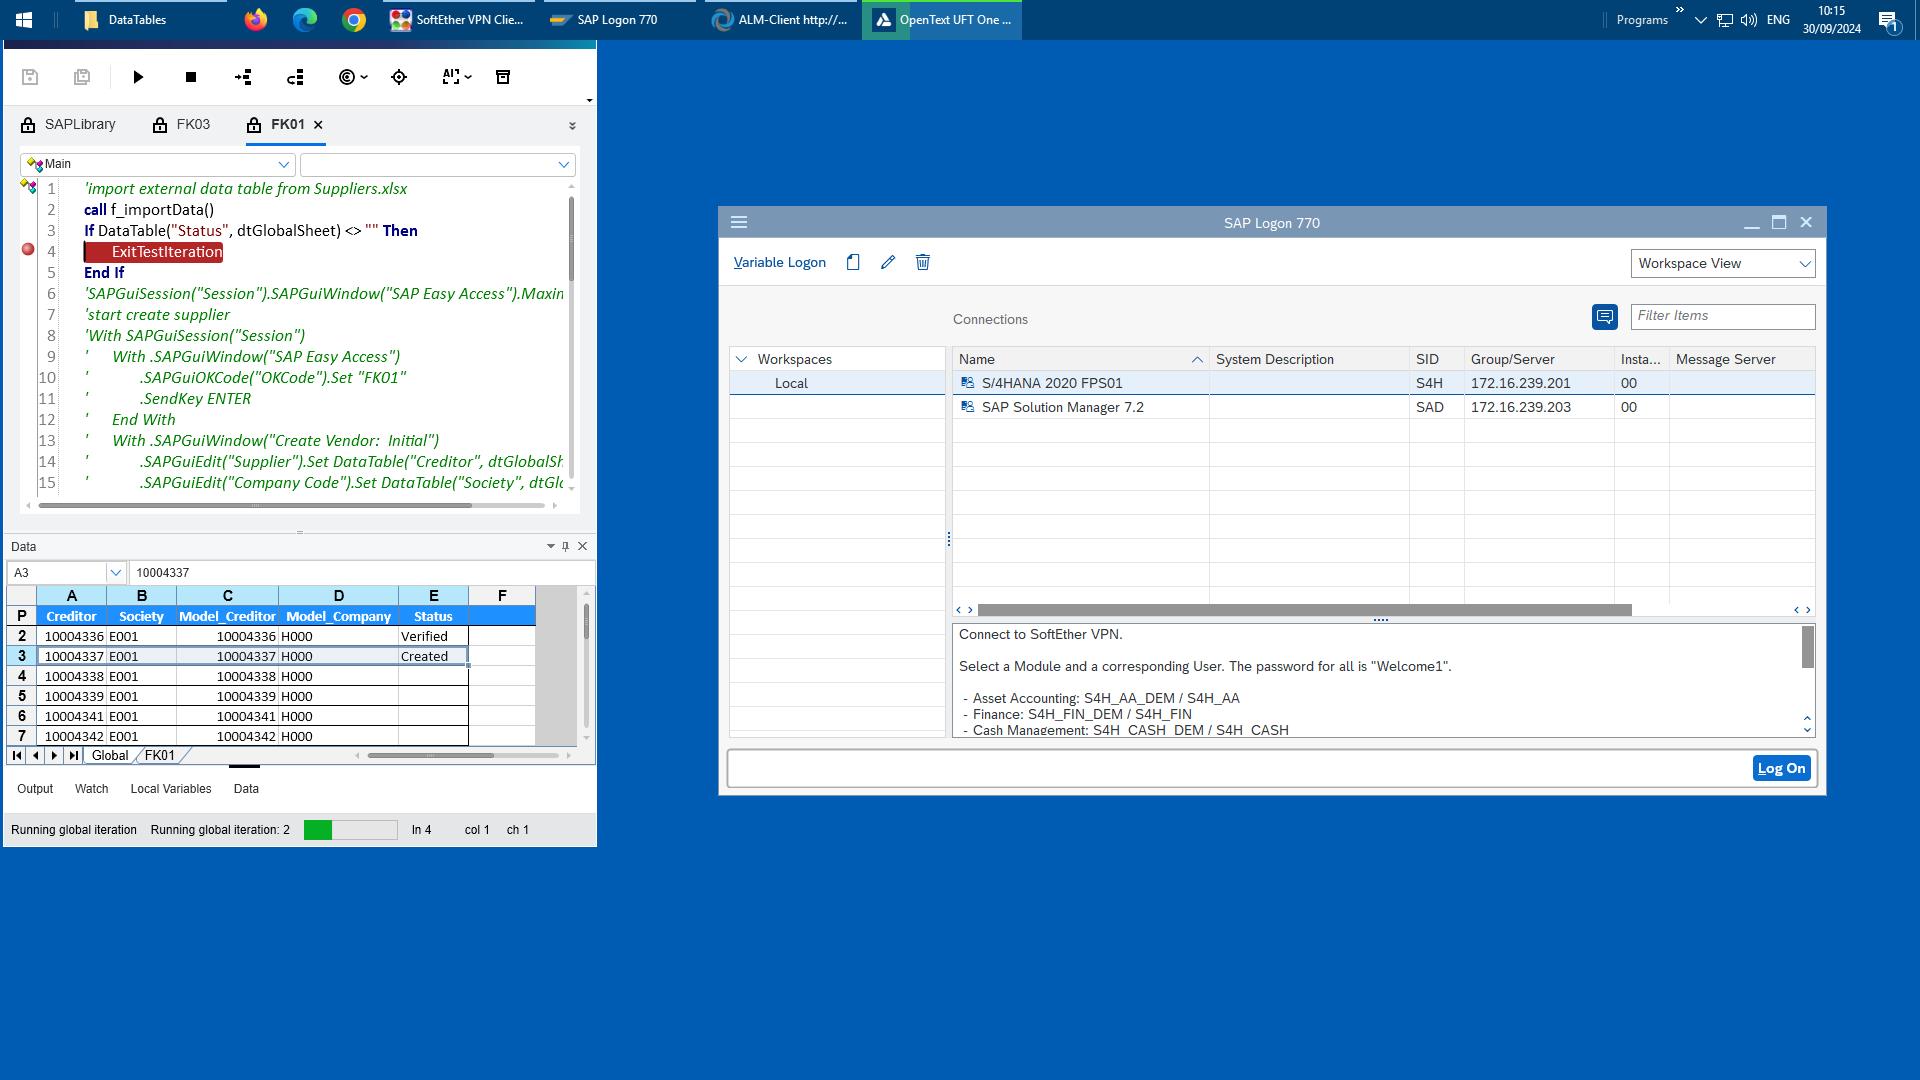 DataTables
SoftEther VPN Clie...
SAP Logon 770
ALM-Client http://...
OpenText UFT One ...
Programs
»
ENG
10:15
30/09/2024
1
AI
SAPLibrary
FK03
FK01
Main
1 'import external data table from Suppliers.xlsx
2 call f_importData()
3 If DataTable("Status", dtGlobalSheet) <> "" Then
4 ExitTestIteration
5 End If
6 'SAPGuiSession("Session").SAPGuiWindow("SAP Easy Access").Maxin
7 'start create supplier
8 'With SAPGuiSession("Session")
9 ' With .SAPGuiWindow("SAP Easy Access")
10 ' .SAPGuiOKCode("OKCode").Set "FK01"
11 ' .SendKey ENTER
12 ' End With
13 ' With .SAPGuiWindow("Create Vendor:  Initial")
14 ' .SAPGuiEdit("Supplier").Set DataTable("Creditor", dtGlobalSh
15 ' .SAPGuiEdit("Company Code").Set DataTable("Society", dtGlo
Data
A3 10004337
A B C D E F
P Creditor Society Model_Creditor Model_Company Status
2 10004336 E001 10004336 H000 Verified
3 10004337 E001 10004337 H000 Created
4 10004338 E001 10004338 H000
5 10004339 E001 10004339 H000
6 10004341 E001 10004341 H000
7 10004342 E001 10004342 H000
Global FK01
Output Watch Local Variables Data
Running global iteration Running global iteration: 2 ln 4 col 1 ch 1
SAP Logon 770
Variable Logon
Workspace View
Connections
Filter Items
Workspaces
Local
Name System Description SID Group/Server Insta... Message Server
S/4HANA 2020 FPS01 S4H 172.16.239.201 00
SAP Solution Manager 7.2 SAD 172.16.239.203 00
Connect to SoftEther VPN.
Select a Module and a corresponding User. The password for all is "Welcome1".
- Asset Accounting: S4H_AA_DEM / S4H_AA
- Finance: S4H_FIN_DEM / S4H_FIN
- Cash Management: S4H_CASH_DEM / S4H_CASH
Log On